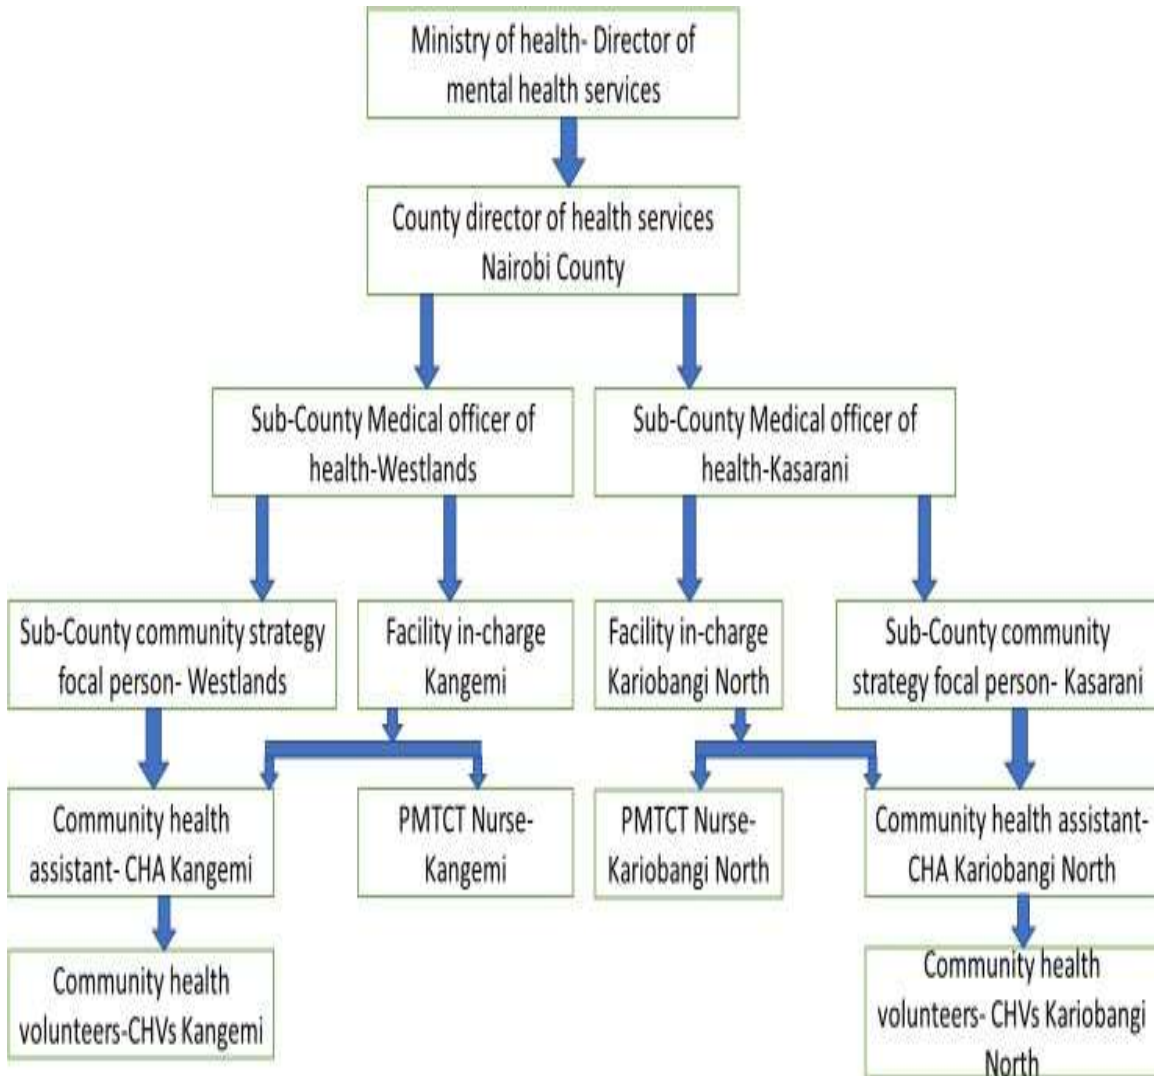 Ministry of health- Director of
mental health services
County director of health services
Nairobi County
Sub-County Medical officer of
health-Westlands
Sub-County Medical officer of
health-Kasarani
Sub-County community strategy
focal person- Westlands
Facility in-charge
Kangemi
Facility in-charge
Kariobangi North
Sub-County community
strategy focal person- Kasarani
Community health
assistant- CHA Kangemi
PMTCT Nurse-
Kangemi
PMTCT Nurse-
Kariobangi North
Community health assistant-
CHA Kariobangi North
Community health
volunteers-CHVs Kangemi
Community health
volunteers- CHVs Kariobangi
North